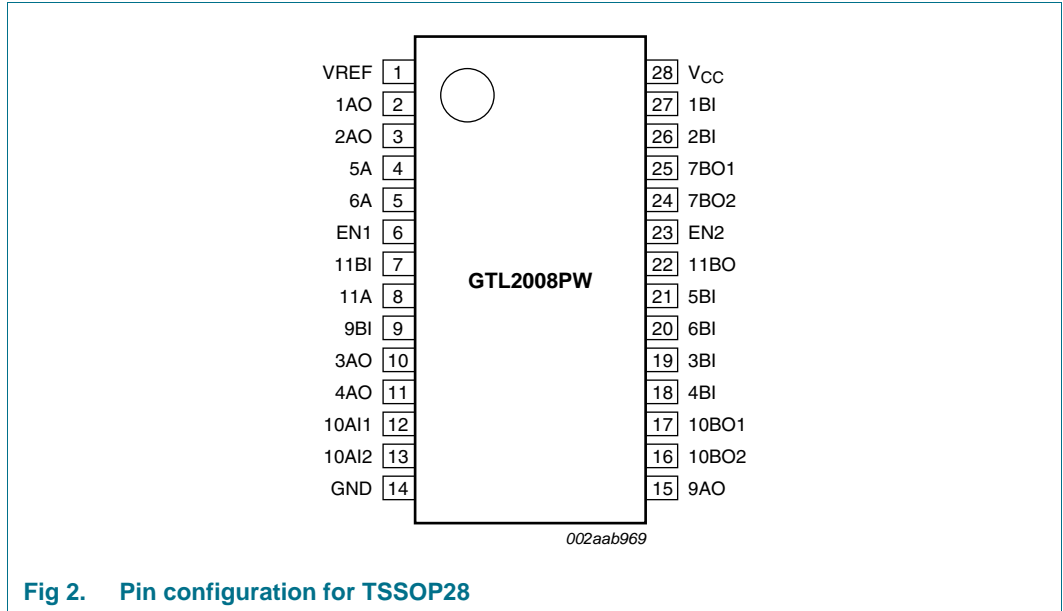 VREF 1 28 VCC
1AO 2 27 1BI
2AO 3 26 2BI
5A 4 25 7BO1
6A 5 24 7BO2
EN1 6 23 EN2
11BI 7 22 11BO
GTL2008PW
11A 8 21 5BI
9BI 9 20 6BI
3AO 10 19 3BI
4AO 11 18 4BI
10AI1 12 17 10BO1
10AI2 13 16 10BO2
GND 14 15 9AO
002aab969
Fig 2. Pin configuration for TSSOP28